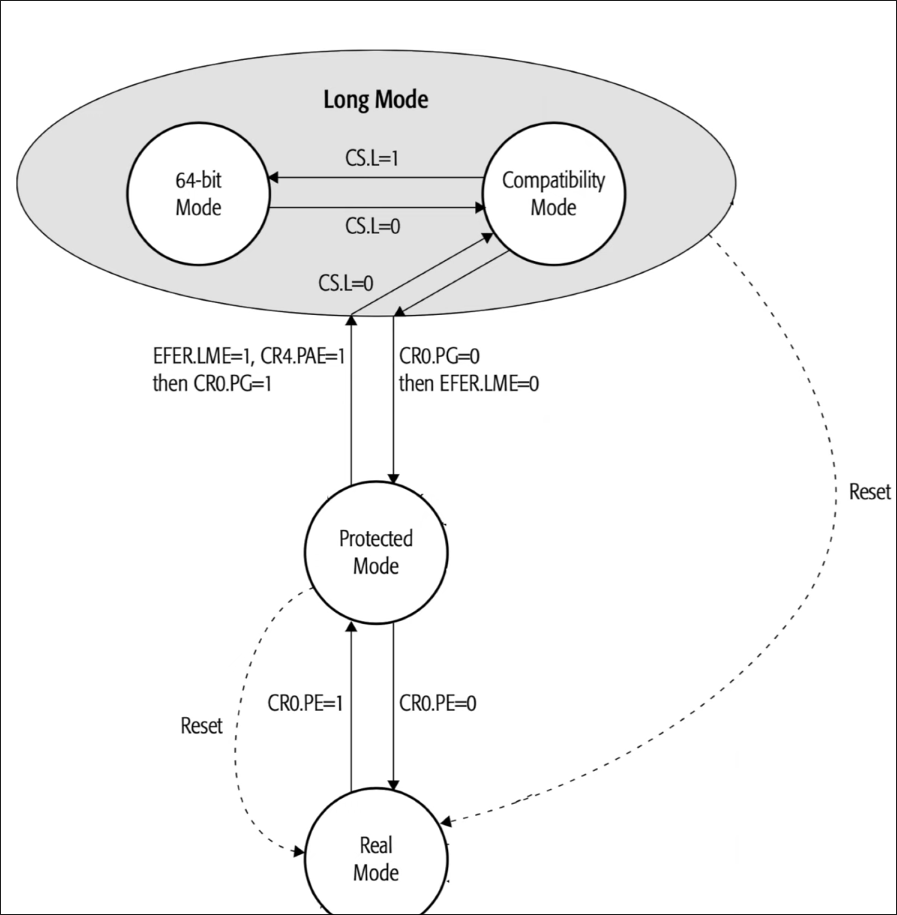 Long Mode
64-bit
Mode
CS.L=1
Compatibility
Mode
CS.L=0
CS.L=0
EFER.LME=1, CR4.PAE=1
then CR0.PG=1
CR0.PG=0
then EFER.LME=0
Reset
Protected
Mode
CR0.PE=1
CR0.PE=0
Reset
Real
Mode